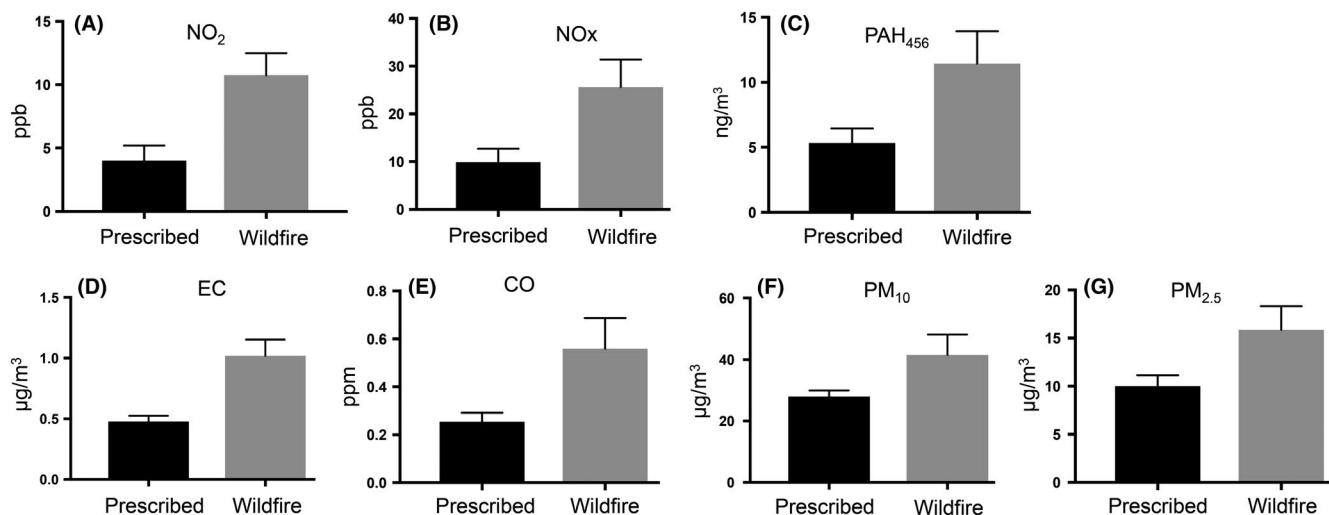 (A)
NO₂
ppb
15
10
5
0
Prescribed Wildfire
(B)
NOx
ppb
40
30
20
10
0
Prescribed Wildfire
(C)
PAH₄₅₆
ng/m³
15
10
5
0
Prescribed Wildfire
(D)
EC
µg/m³
1.5
1.0
0.5
0.0
Prescribed Wildfire
(E)
CO
ppm
0.8
0.6
0.4
0.2
0.0
Prescribed Wildfire
(F)
PM₁₀
µg/m³
60
40
20
0
Prescribed Wildfire
(G)
PM₂.₅
µg/m³
20
15
10
5
0
Prescribed Wildfire